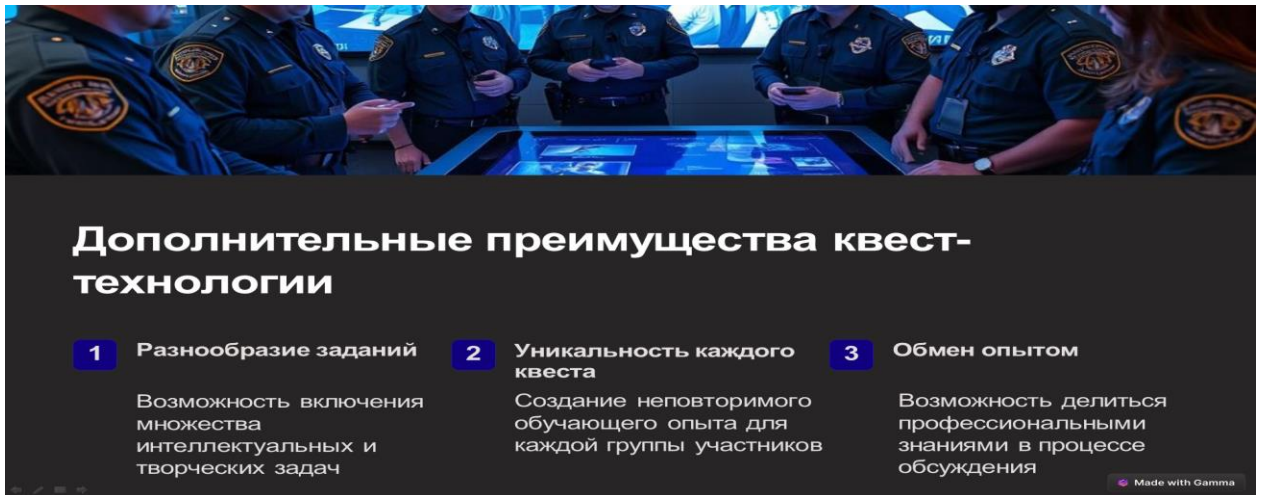 Дополнительные преимущества квест-
технологии
1
Разнообразие заданий
Возможность включения
множества
интеллектуальных и
творческих задач
2
Уникальность каждого
квеста
Создание неповторимого
обучающего опыта для
каждой группы участников
3
Обмен опытом
Возможность делиться
профессиональными
знаниями в процессе
обсуждения
Made with Gamma